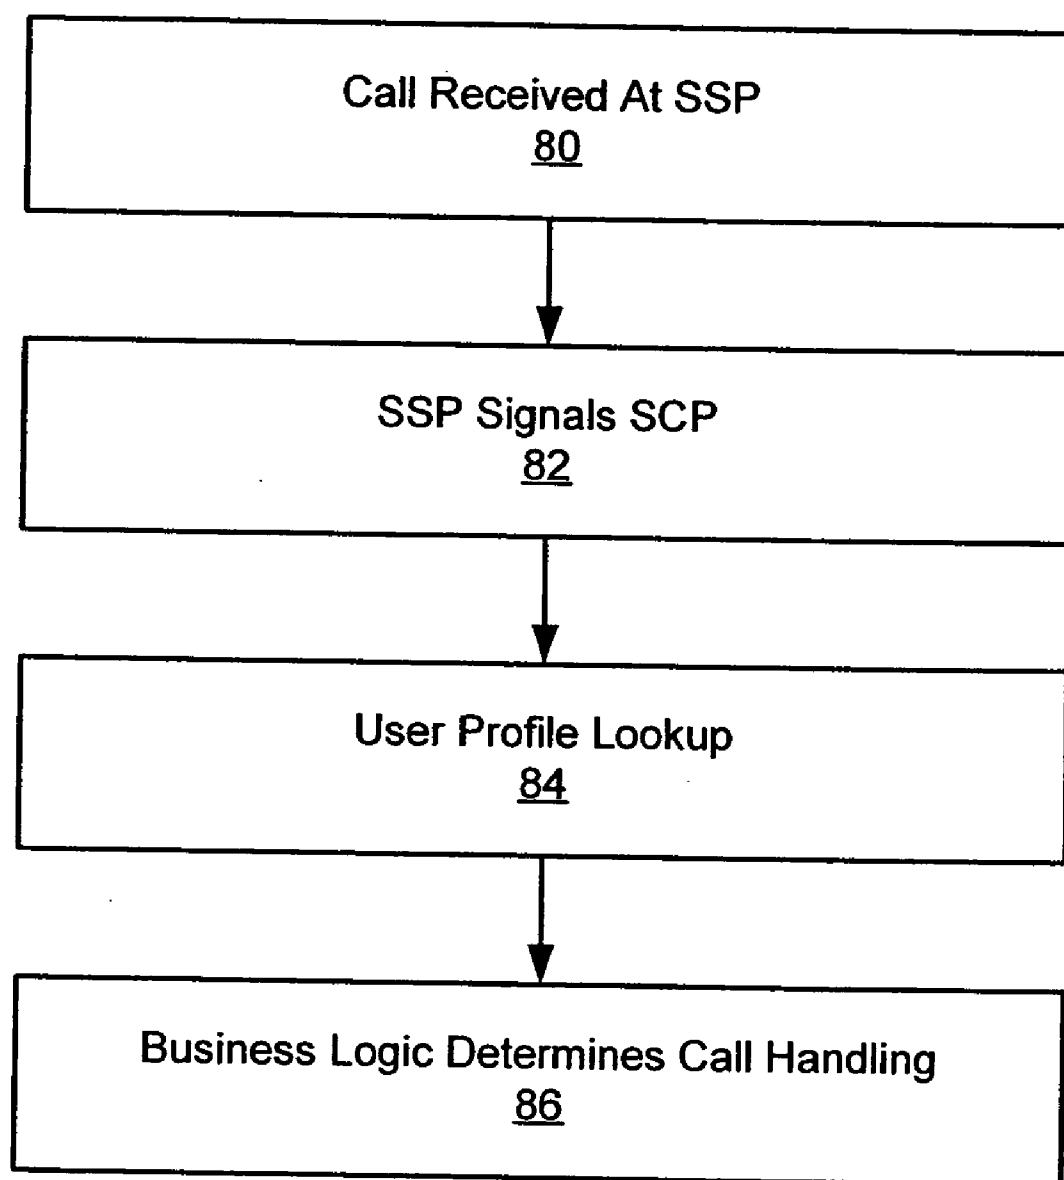 Call Received At SSP
80
SSP Signals SCP
82
User Profile Lookup
84
Business Logic Determines Call Handling
86